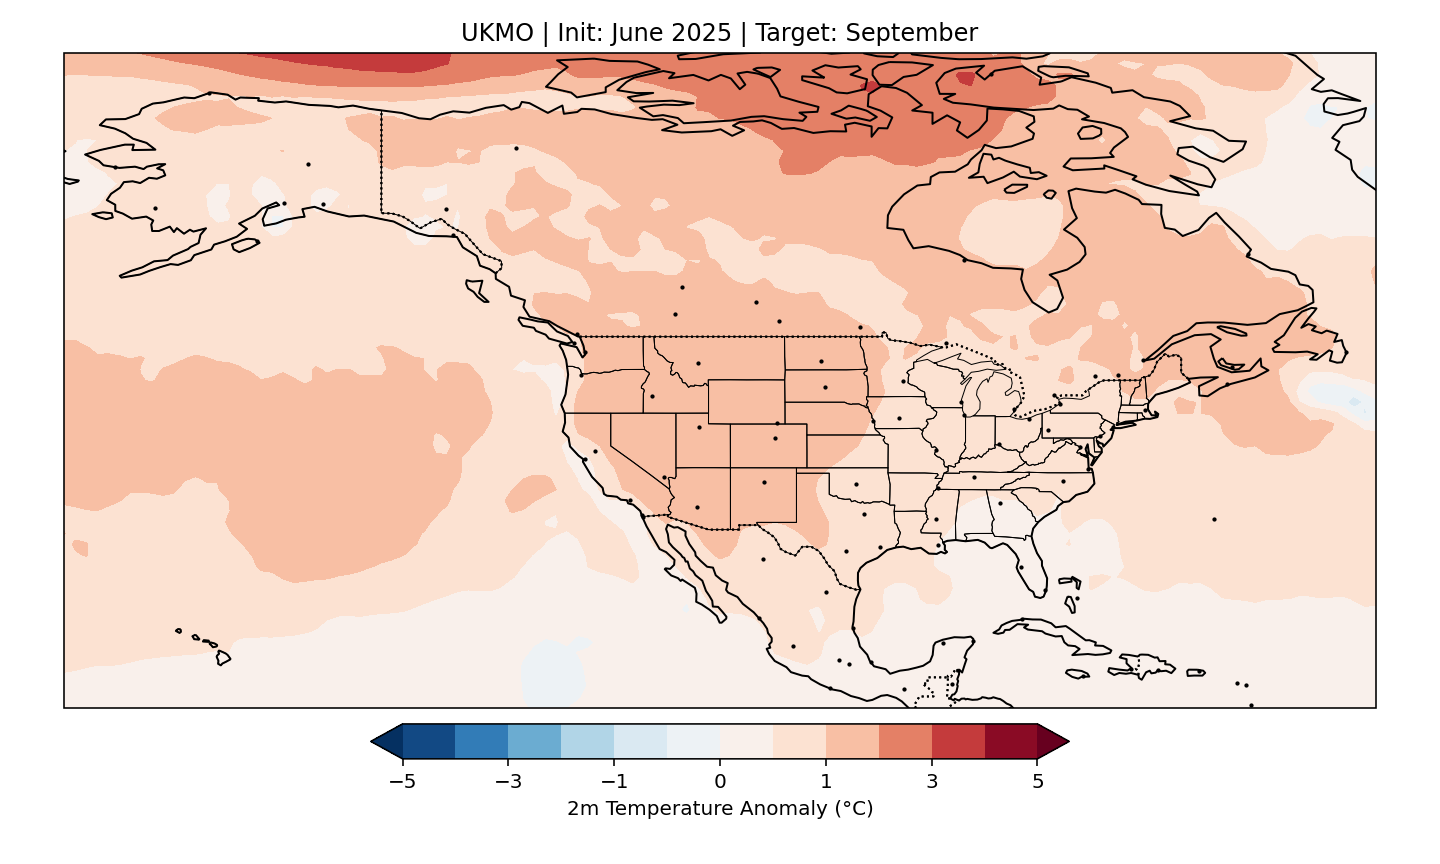 UKMO | Init: June 2025 | Target: September
−5 −3 −1 0 1 3 5
2m Temperature Anomaly (°C)